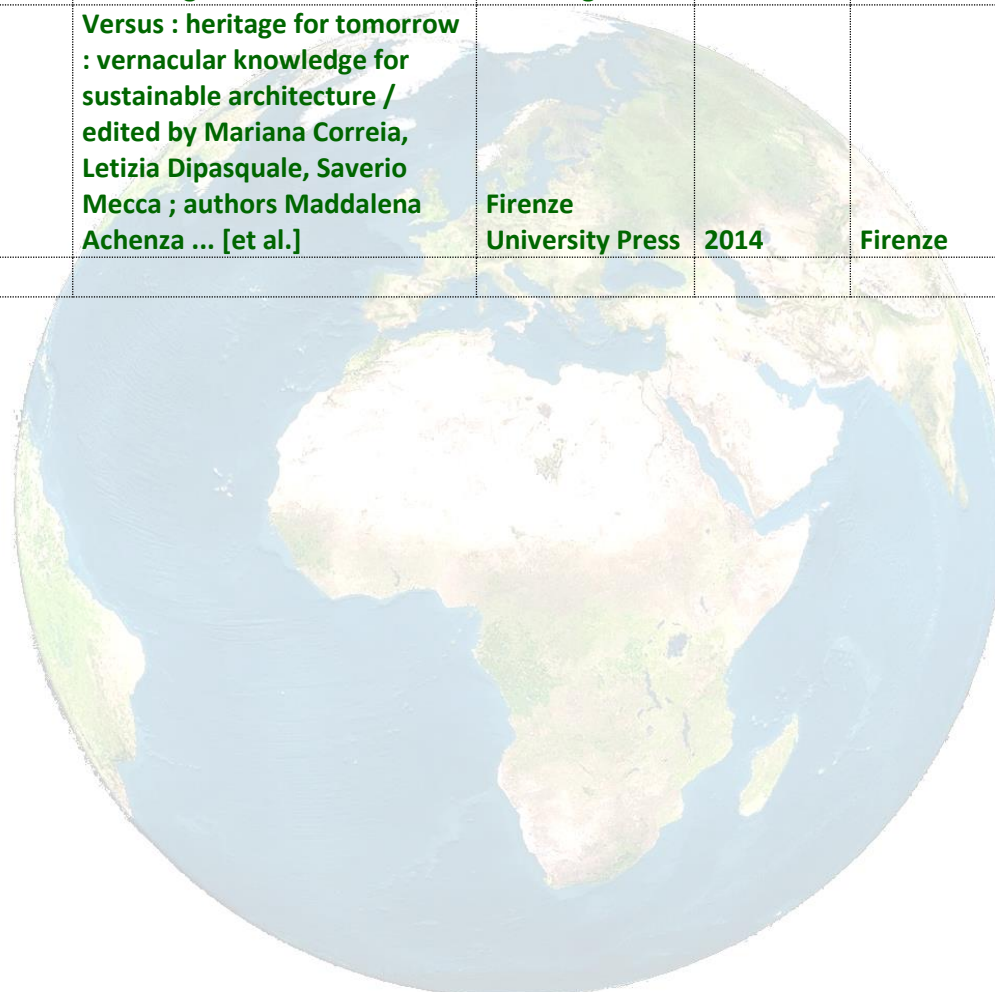 Versus : heritage for tomorrow
: vernacular knowledge for
sustainable architecture /
edited by Mariana Correia,
Letizia Dipasquale, Saverio
Mecca ; authors Maddalena
Achenza ... [et al.]
Firenze
University Press
2014
Firenze